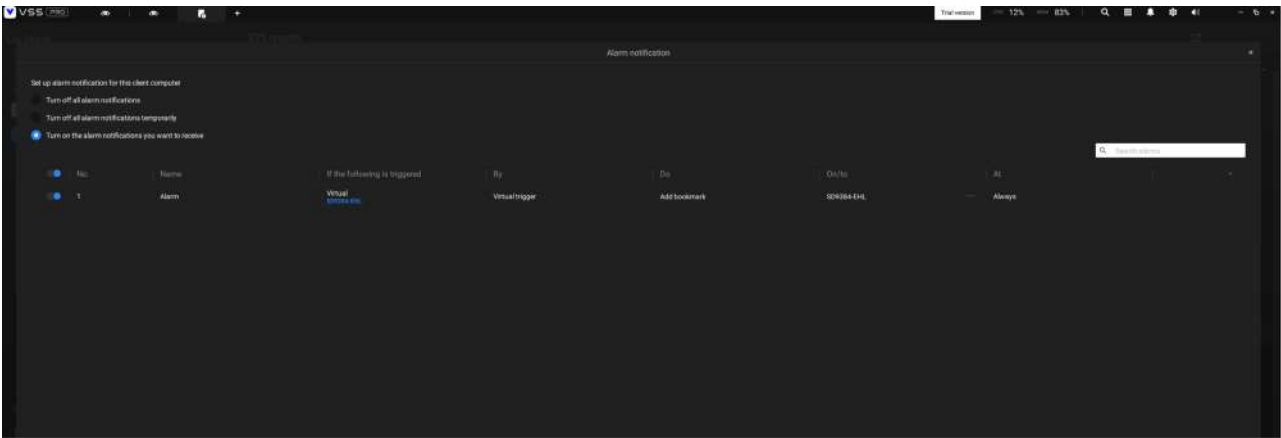 VSS PRO
Trial version
12%
83%
Alarm notification
Set up alarm notification for this client computer
Turn off all alarm notifications
Turn off all alarm notifications temporarily
Turn on the alarm notifications you want to receive
Search alarms
No. Name If the following is triggered By Do On/to At
1 Alarm Virtual Virtual trigger Add bookmark SD9384-EHL Always
SD9384-EHL